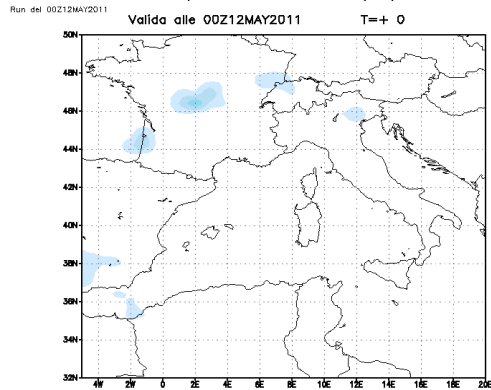 Run del 00Z12MAY2011
Valida alle 00Z12MAY2011 T=+ 0
50N
48N
46N
44N
42N
40N
38N
36N
34N
32N
4W 2W 0 2E 4E 6E 8E 10E 12E 14E 16E 18E 20E